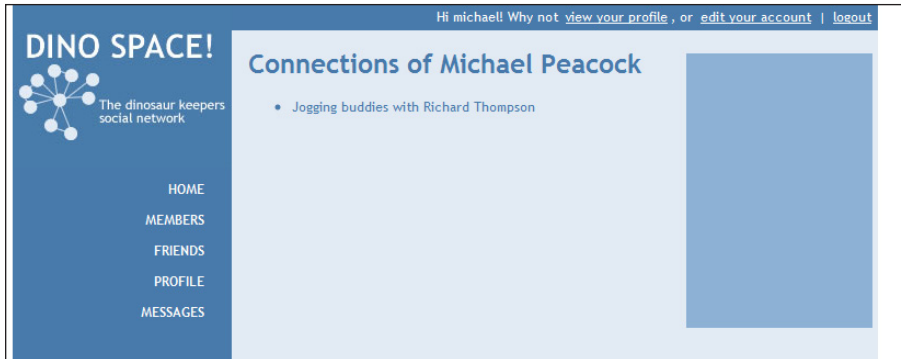 Hi michael! Why not view your profile , or edit your account | logout
DINO SPACE!
The dinosaur keepers
social network
HOME
MEMBERS
FRIENDS
PROFILE
MESSAGES
Connections of Michael Peacock
• Jogging buddies with Richard Thompson